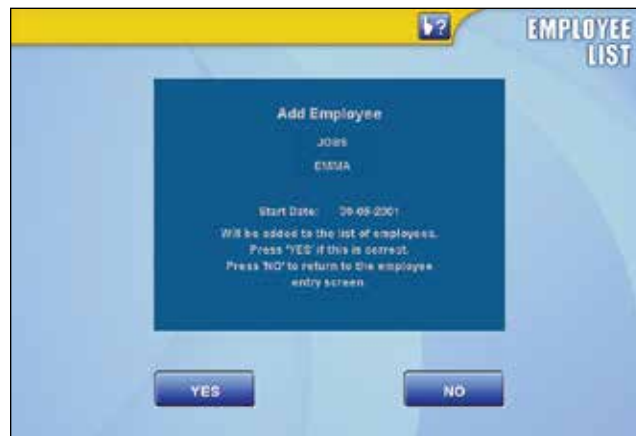 ?
EMPLOYEE
LIST
Add Employee
JOBS
EMMA
Start Date:
Will be added to the list of employees.
Press 'YES' if this is correct.
Press 'NO' to return to the employee
entry screen
YES
NO